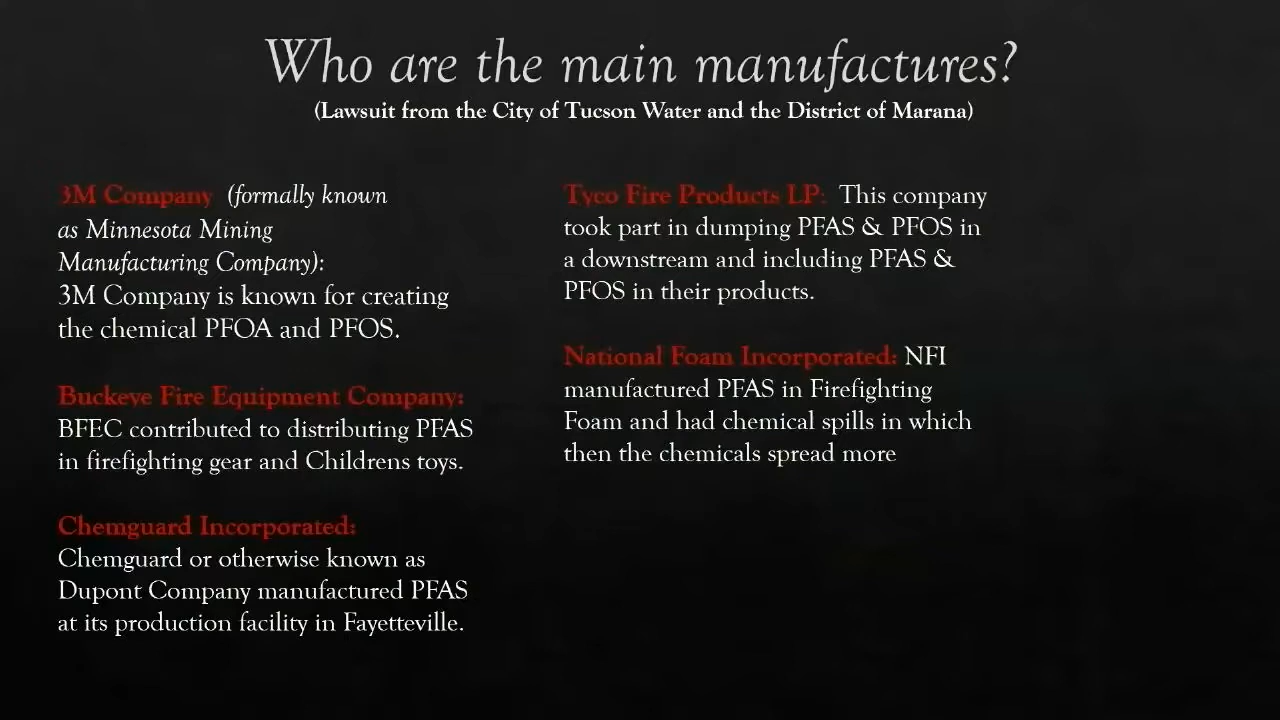 Who are the main manufactures?
(Lawsuit from the City of Tucson Water and the District of Marana)
3M Company (formally known
as Minnesota Mining
Manufacturing Company):
3M Company is known for creating
the chemical PFOA and PFOS.
Buckeye Fire Equipment Company:
BFEC contributed to distributing PFAS
in firefighting gear and Childrens toys.
Chemguard Incorporated:
Chemguard or otherwise known as
Dupont Company manufactured PFAS
at its production facility in Fayetteville.
Tyco Fire Products LP: This company
took part in dumping PFAS & PFOS in
a downstream and including PFAS &
PFOS in their products.
National Foam Incorporated: NFI
manufactured PFAS in Firefighting
Foam and had chemical spills in which
then the chemicals spread more